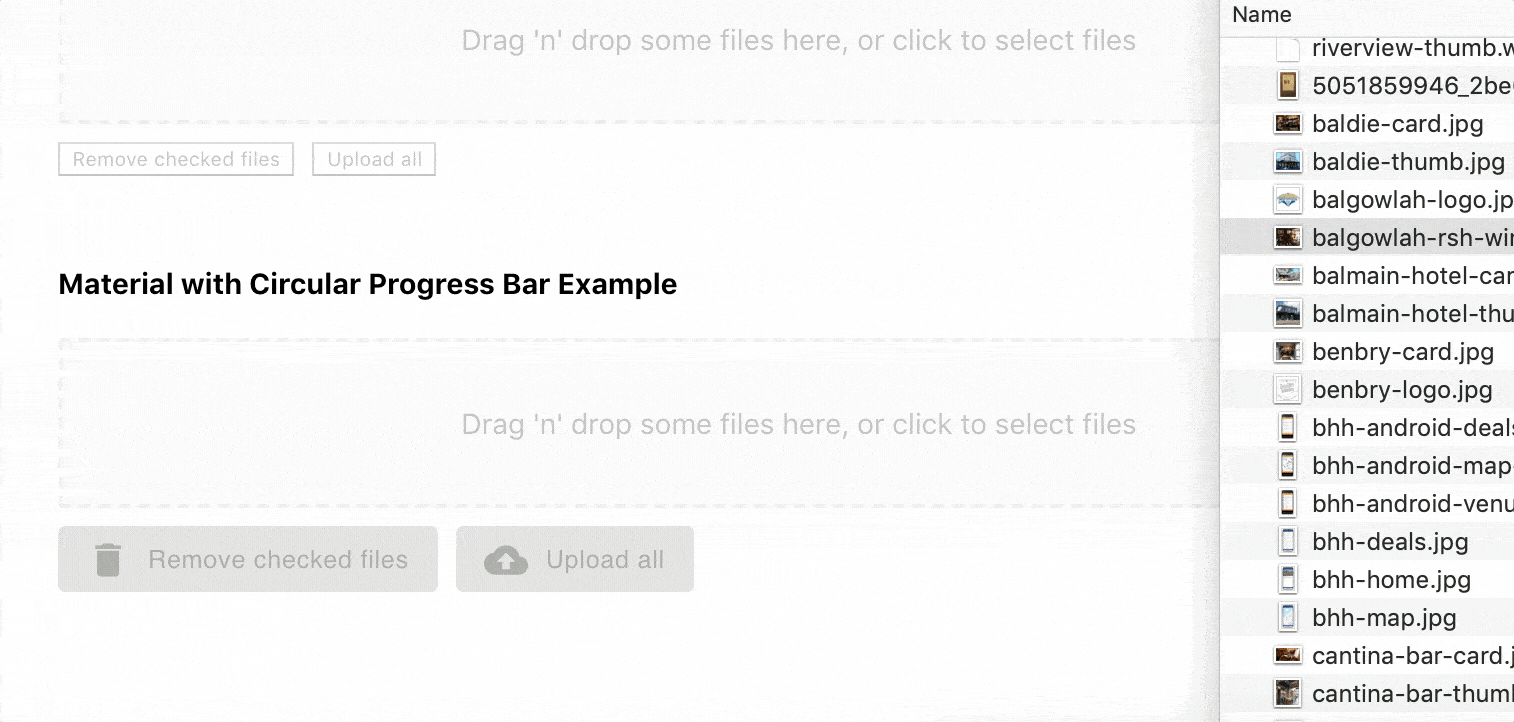 Drag 'n' drop some files here, or click to select files
Remove checked files
Upload all
Material with Circular Progress Bar Example
Drag 'n' drop some files here, or click to select files
Remove checked files
Upload all
Name
riverview-thumb.w
5051859946_2be
baldie-card.jpg
baldie-thumb.jpg
balgowlah-logo.jp
balgowlah-rsh-wi
balmain-hotel-car
balmain-hotel-thu
benbry-card.jpg
benbry-logo.jpg
bhh-android-deals
bhh-android-map-
bhh-android-venu
bhh-deals.jpg
bhh-home.jpg
bhh-map.jpg
cantina-bar-card.j
cantina-bar-thumb